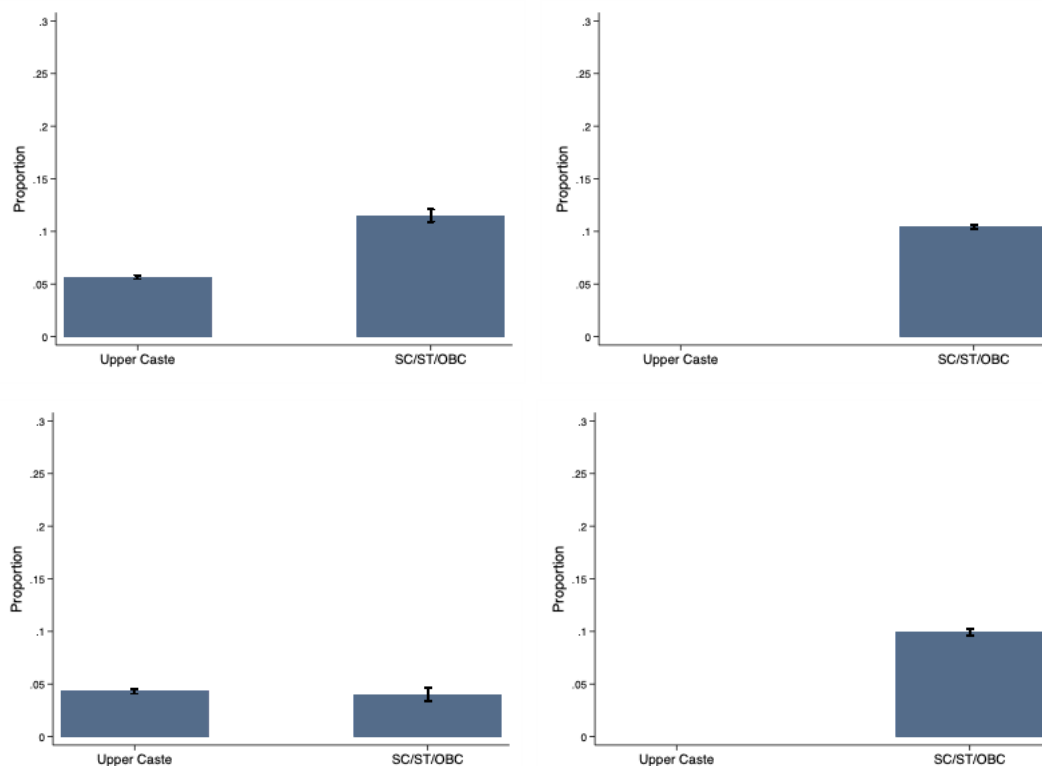 .3
.25
.2
.15
.1
.05
0
Proportion
Upper Caste
SC/ST/OBC
.3
.25
.2
.15
.1
.05
0
Proportion
Upper Caste
SC/ST/OBC
.3
.25
.2
.15
.1
.05
0
Proportion
Upper Caste
SC/ST/OBC
.3
.25
.2
.15
.1
.05
0
Proportion
Upper Caste
SC/ST/OBC